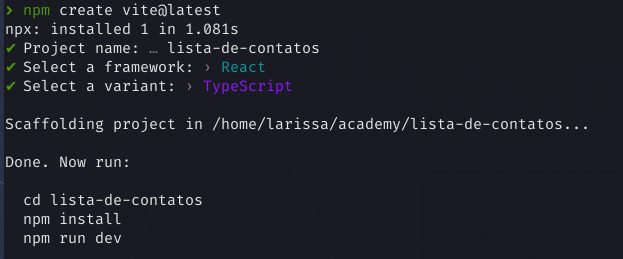 › npm create vite@latest
npx: installed 1 in 1.081s
✔ Project name: … lista-de-contatos
✔ Select a framework: › React
✔ Select a variant: › TypeScript
Scaffolding project in /home/larissa/academy/lista-de-contatos...
Done. Now run:
cd lista-de-contatos
npm install
npm run dev